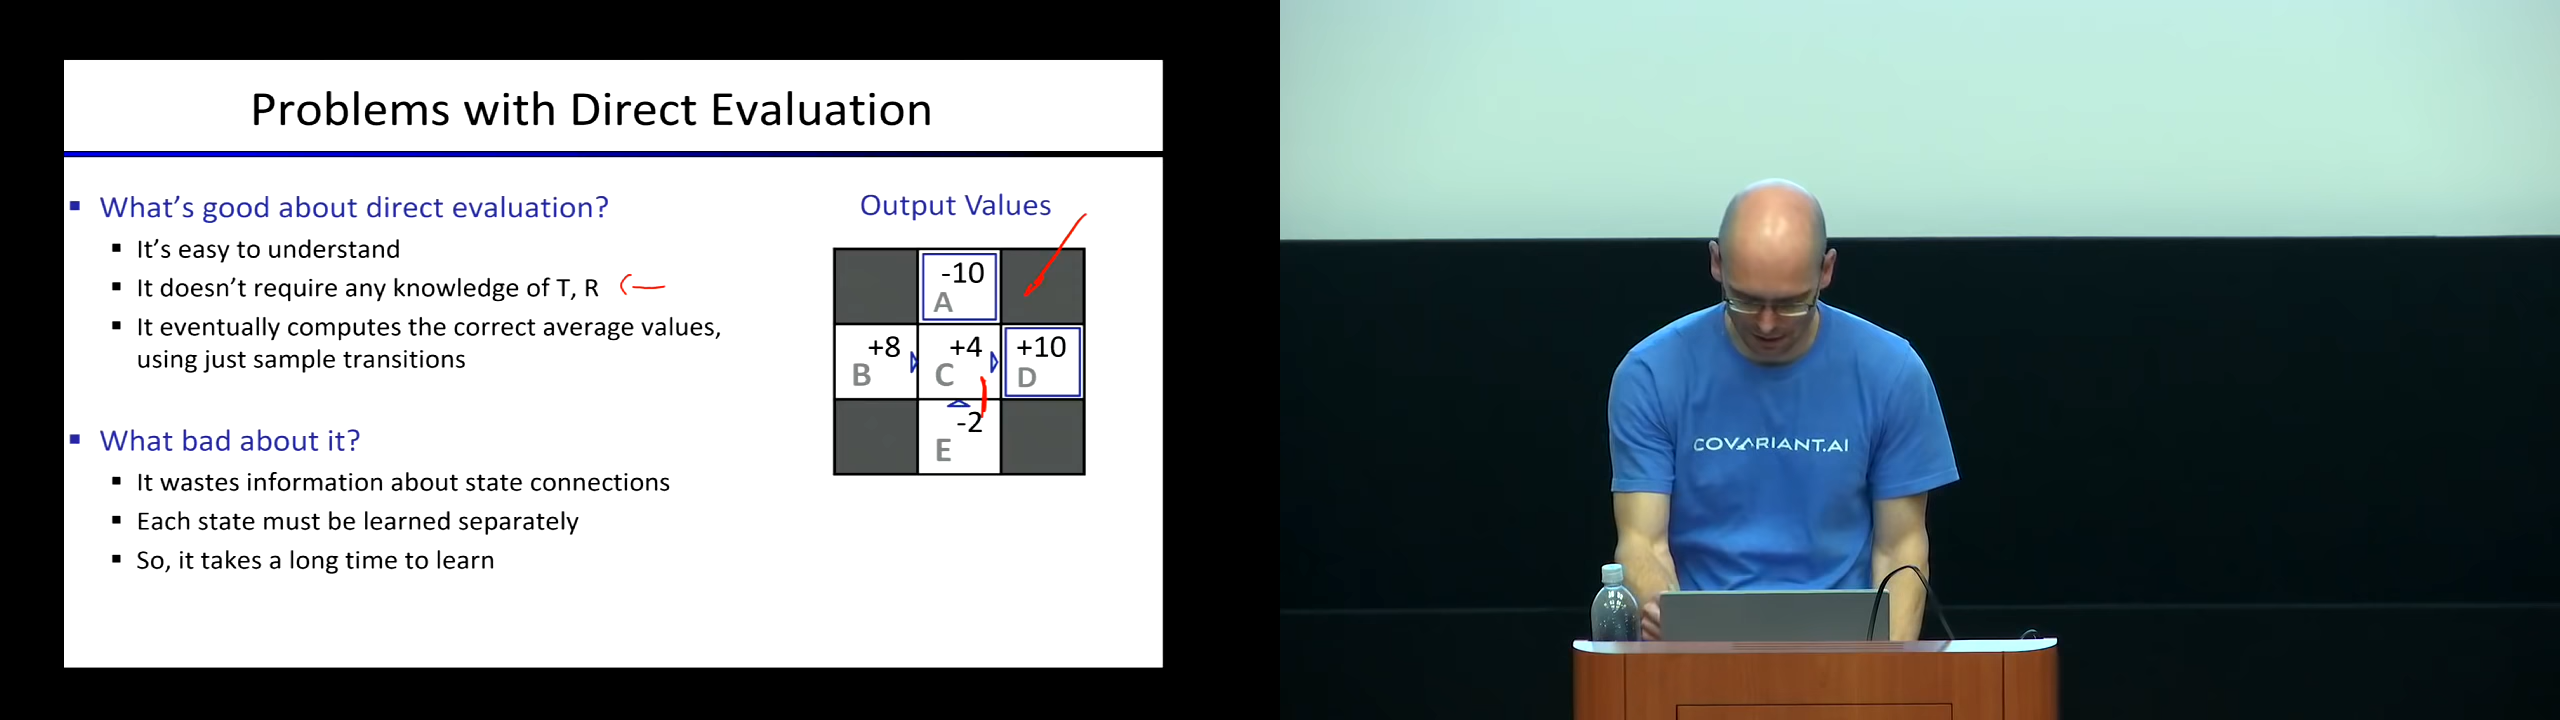 Problems with Direct Evaluation
What's good about direct evaluation?
It's easy to understand
It doesn't require any knowledge of T, R
It eventually computes the correct average values,
using just sample transitions
What bad about it?
It wastes information about state connections
Each state must be learned separately
So, it takes a long time to learn
Output Values
-10
A
+8
B
+4
C
+10
D
-2
E
COVARIANT.AI